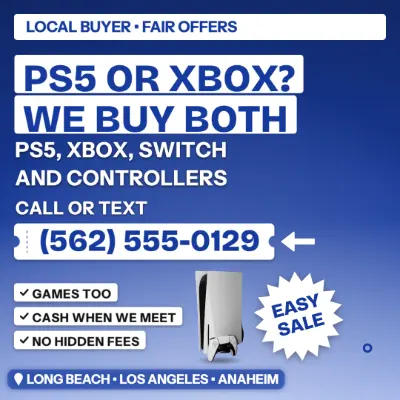 LOCAL BUYER • FAIR OFFERS
PS5 OR XBOX?
WE BUY BOTH
PS5, XBOX, SWITCH
AND CONTROLLERS
CALL OR TEXT
(562) 555-0129
GAMES TOO
CASH WHEN WE MEET
NO HIDDEN FEES
EASY
SALE
LONG BEACH • LOS ANGELES • ANAHEIM